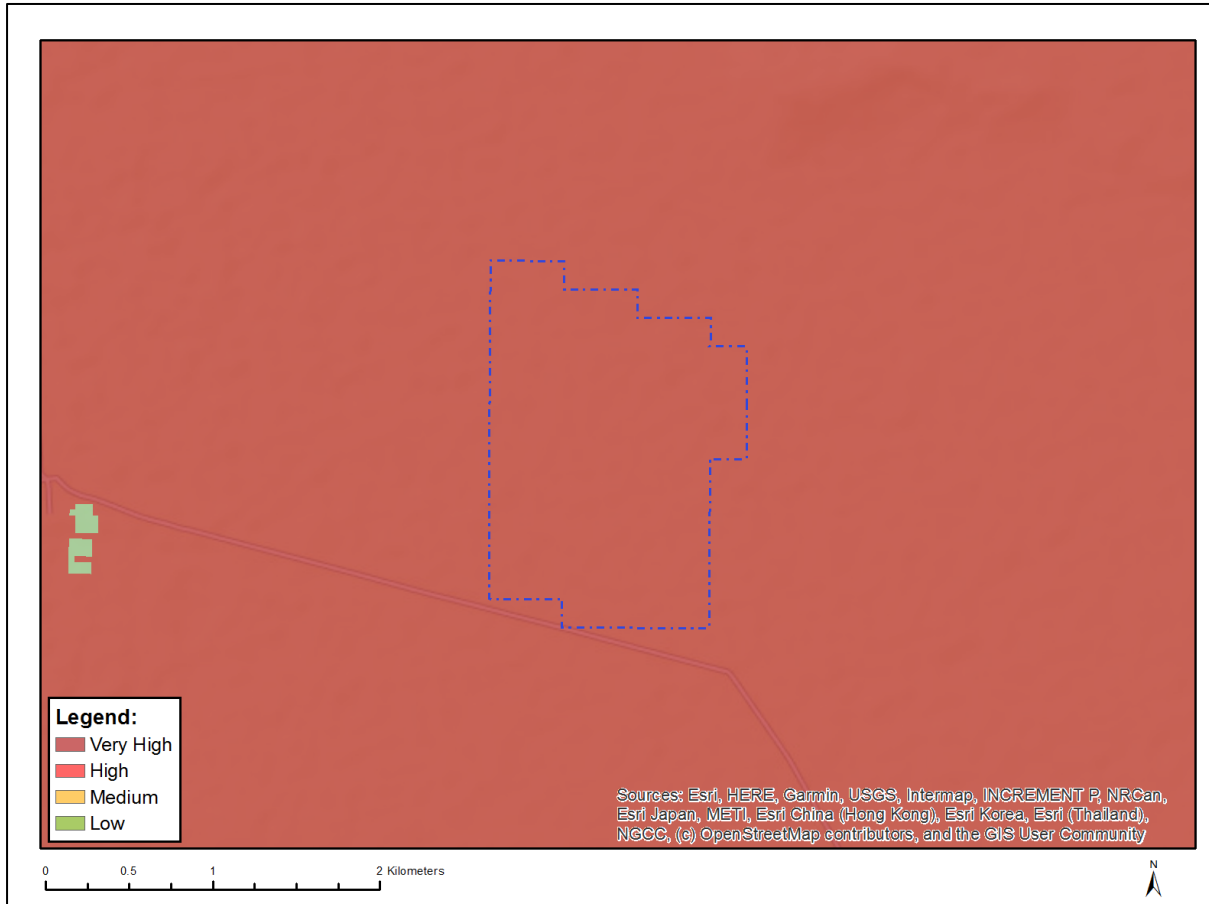 Legend:
Very High
High
Medium
Low
Sources: Esri, HERE, Garmin, USGS, Intermap, INCREMENT P, NRCan,
Esri Japan, METI, Esri China (Hong Kong), Esri Korea, Esri (Thailand),
NGCC, (c) OpenStreetMap contributors, and the GIS User Community
0 0.5 1 2 Kilometers
N